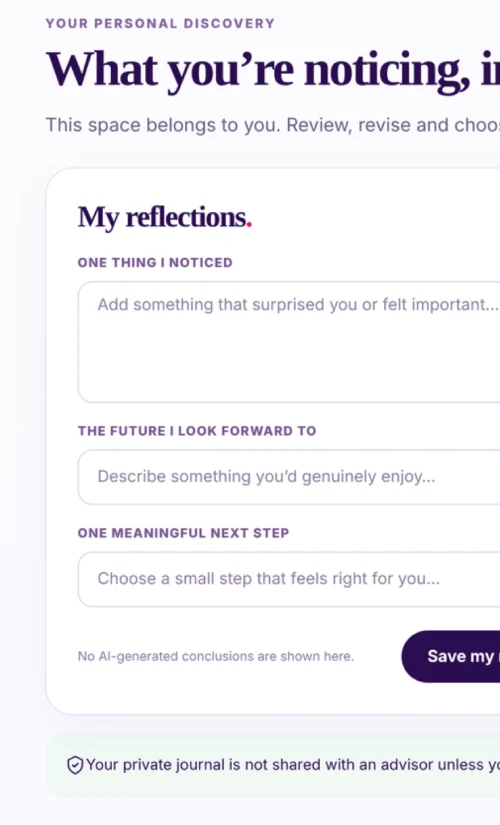 YOUR PERSONAL DISCOVERY
What you’re noticing, i
This space belongs to you. Review, revise and choo
My reflections.
ONE THING I NOTICED
Add something that surprised you or felt important...
THE FUTURE I LOOK FORWARD TO
Describe something you’d genuinely enjoy...
ONE MEANINGFUL NEXT STEP
Choose a small step that feels right for you...
No AI-generated conclusions are shown here.
Save my
Your private journal is not shared with an advisor unless yo